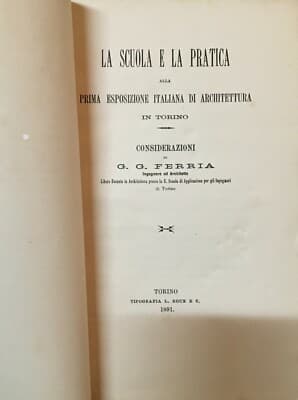 LA SCUOLA E LA PRATICA
ALLA
PRIMA ESPOSIZIONE ITALIANA DI ARCHITETTURA
IN TORINO
CONSIDERAZIONI
DI
G. G. FERRIA
Ingegnere ed Architetto
Libero Docente in Architettura presso la R. Scuola di Applicazione per gli Ingegneri
di Torino
TORINO
TIPOGRAFIA L. ROUX E C.
1891.